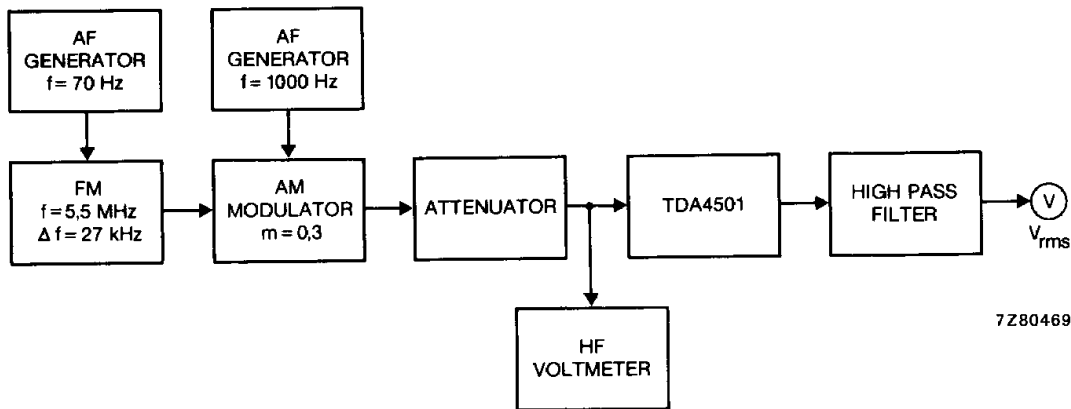 AF
GENERATOR
f = 70 Hz
AF
GENERATOR
f = 1000 Hz
FM
f = 5,5 MHz
Δ f = 27 kHz
AM
MODULATOR
m = 0,3
ATTENUATOR
TDA4501
HIGH PASS
FILTER
V
Vrms
HF
VOLTMETER
7Z80469